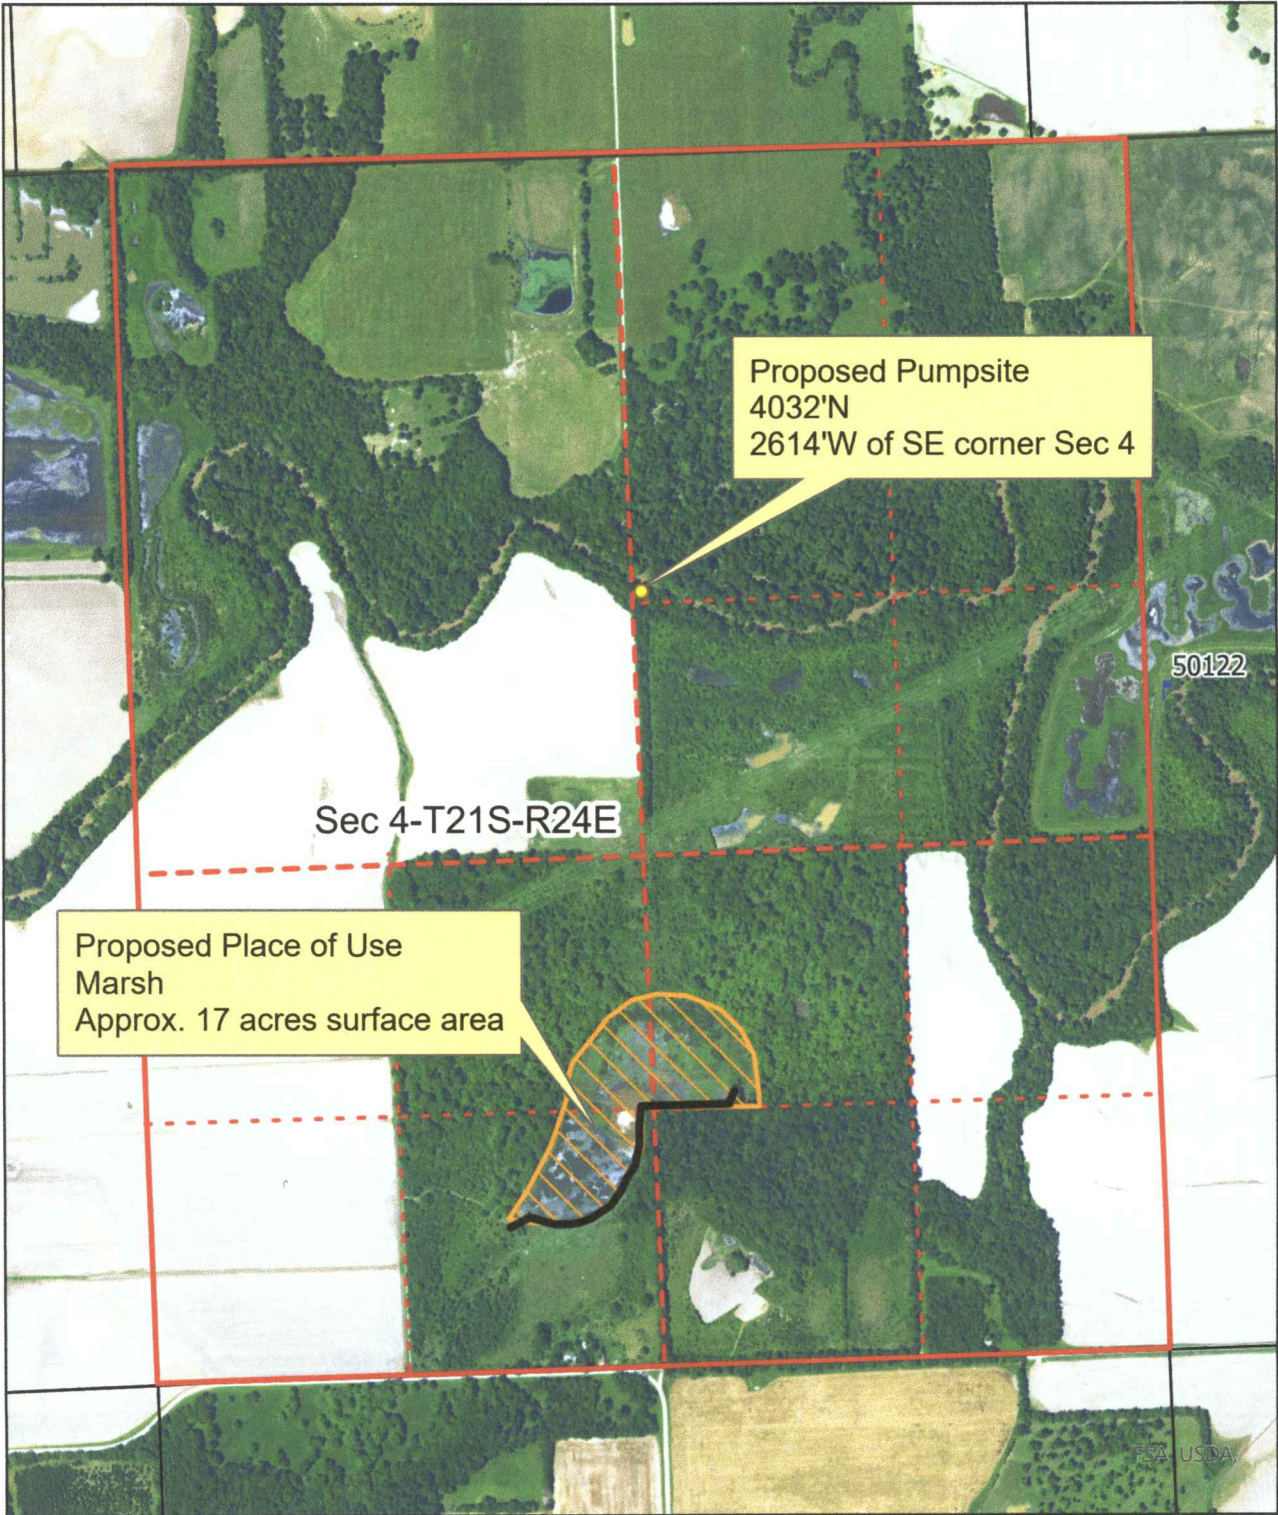 Proposed Pumpsite
4032'N
2614'W of SE corner Sec 4
50122
Sec 4-T21S-R24E
Proposed Place of Use
Marsh
Approx. 17 acres surface area
FSA, USDA,